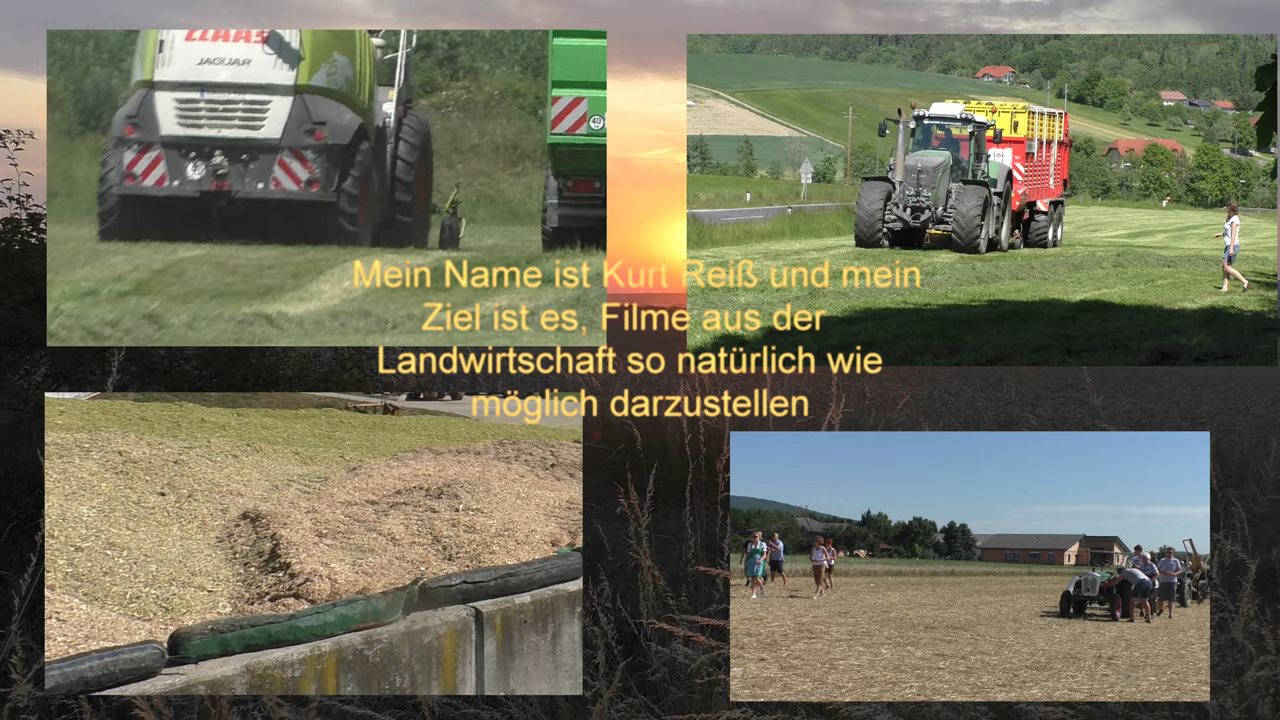 CLAAS
JAGUAR
40
Mein Name ist Kurt Reiß und mein
Ziel ist es, Filme aus der
Landwirtschaft so natürlich wie
möglich darzustellen